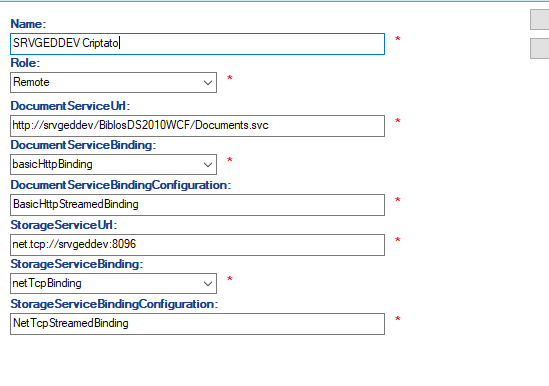 Name:
SRVGEDDEV Criptato
*
Role:
Remote
*
DocumentServiceUrl:
http://srvgeddev/BiblosDS2010WCF/Documents.svc
*
DocumentServiceBinding:
basicHttpBinding
*
DocumentServiceBindingConfiguration:
BasicHttpStreamedBinding
*
StorageServiceUrl:
net.tcp://srvgeddev:8096
*
StorageServiceBinding:
netTcpBinding
*
StorageServiceBindingConfiguration:
NetTcpStreamedBinding
*